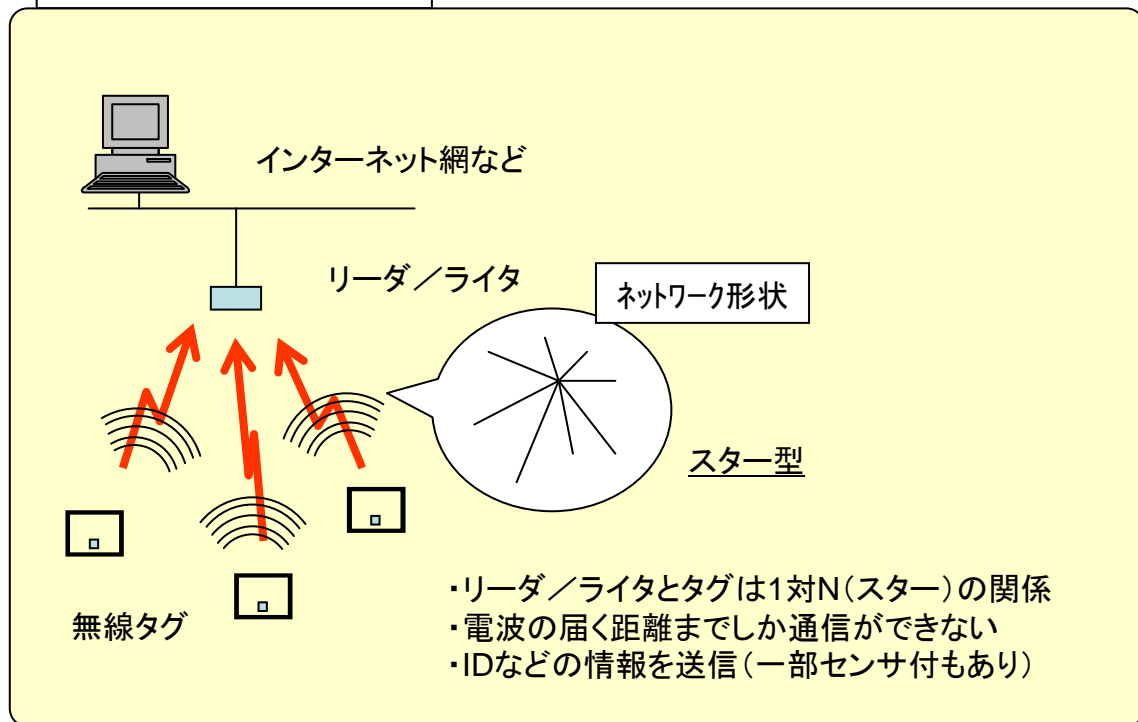 インターネット網など
リーダ／ライタ
ネットワーク形状
スター型
無線タグ
・リーダ／ライタとタグは1対N（スター）の関係
・電波の届く距離までしか通信ができない
・IDなどの情報を送信（一部センサ付もあり）